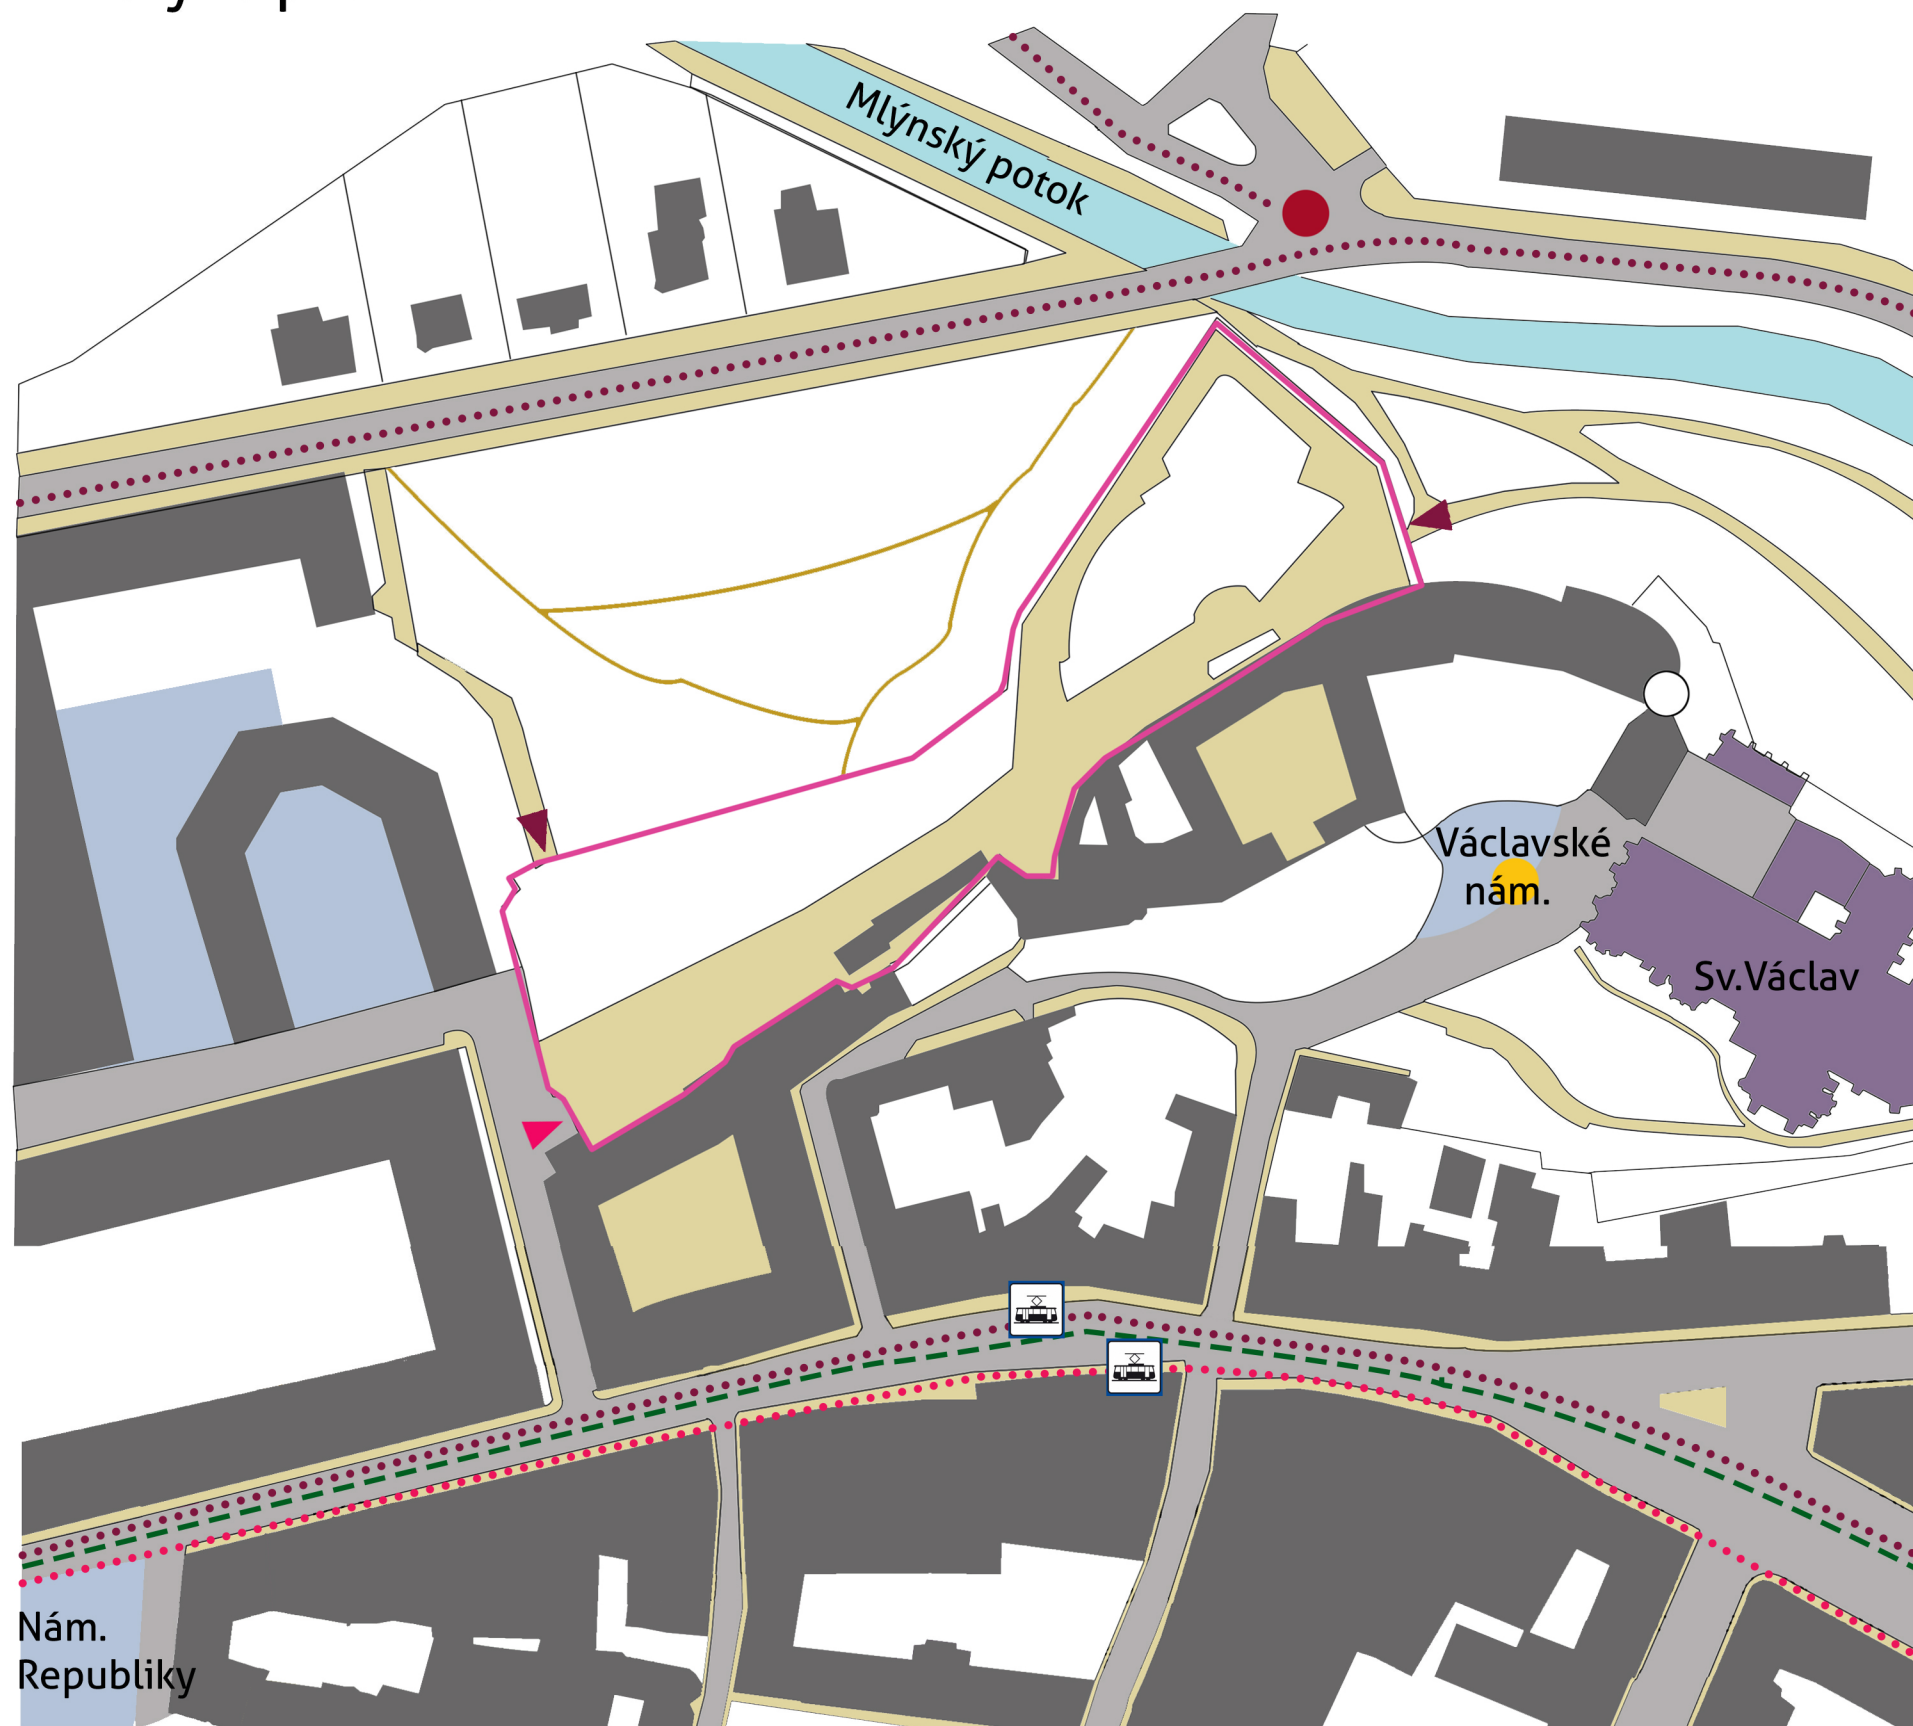 Mlýnský potok
Václavské
nám.
Sv.Václav
Nám.
Republiky